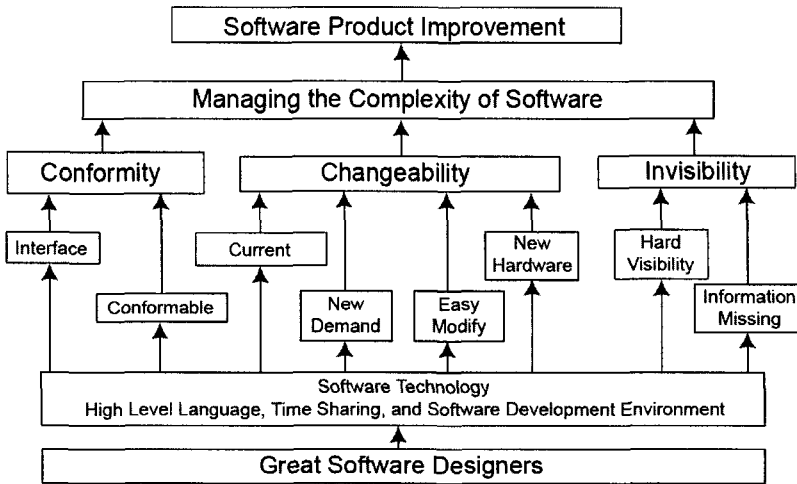 Software Product Improvement
Managing the Complexity of Software
Conformity
Changeability
Invisibility
Interface
Current
New
Hardware
Hard
Visibility
Conformable
New
Demand
Easy
Modify
Information
Missing
Software Technology
High Level Language, Time Sharing, and Software Development Environment
Great Software Designers